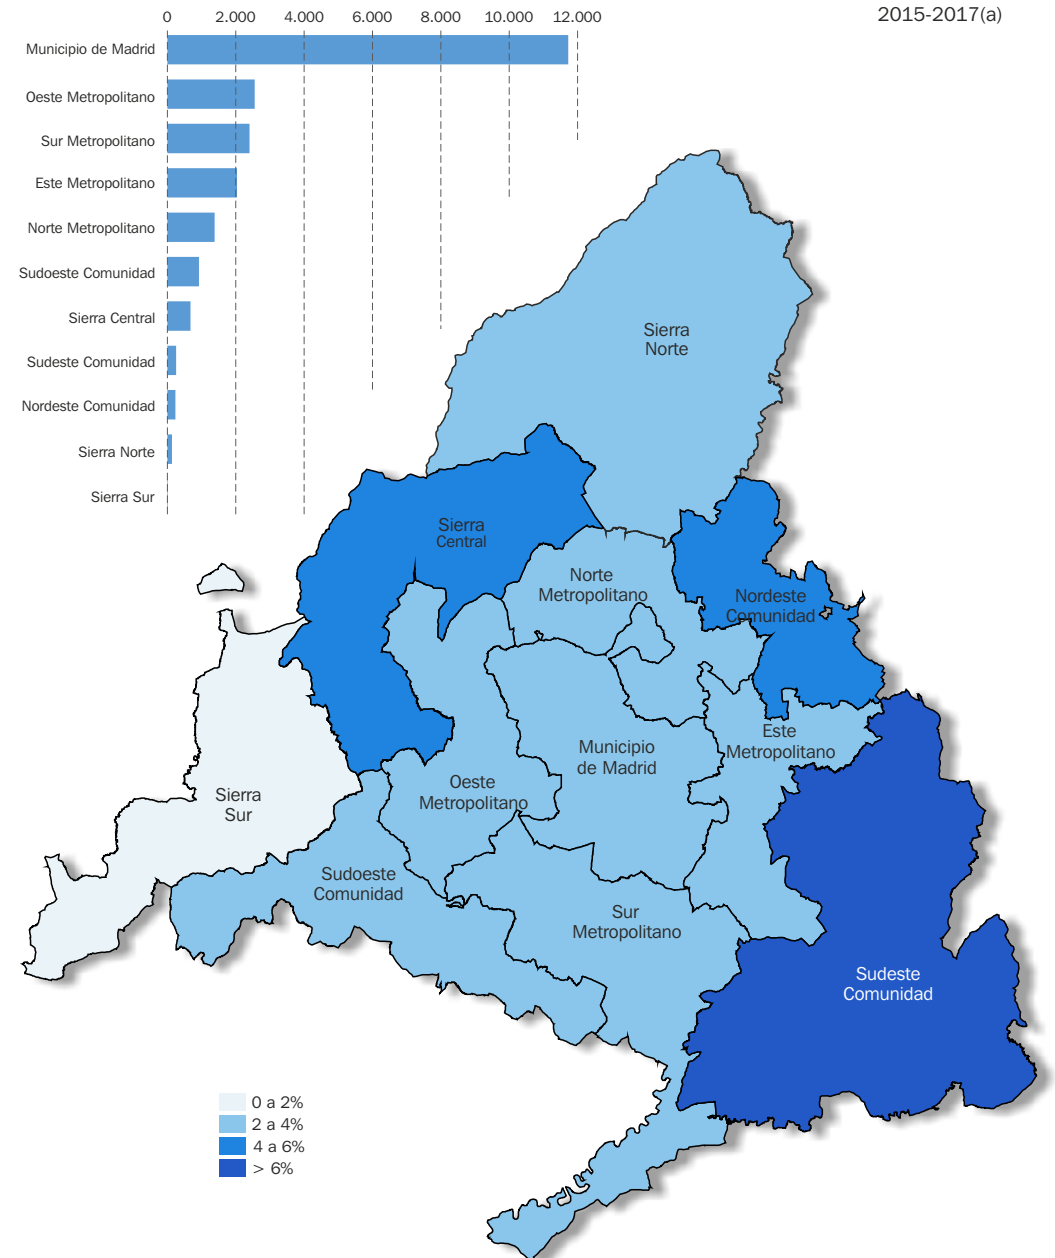 0 2.000 4.000 6.000 8.000 10.000 12.000
2015-2017(a)
Municipio de Madrid
Oeste Metropolitano
Sur Metropolitano
Este Metropolitano
Norte Metropolitano
Sudoeste Comunidad
Sierra Central
Sudeste Comunidad
Nordeste Comunidad
Sierra Norte
Sierra Sur
Sierra
Norte
Sierra
Central
Norte
Metropolitano
Nordeste
Comunidad
Este
Metropolitano
Municipio
de Madrid
Oeste
Metropolitano
Sierra
Sur
Sudoeste
Comunidad
Sur
Metropolitano
Sudeste
Comunidad
0 a 2%
2 a 4%
4 a 6%
> 6%